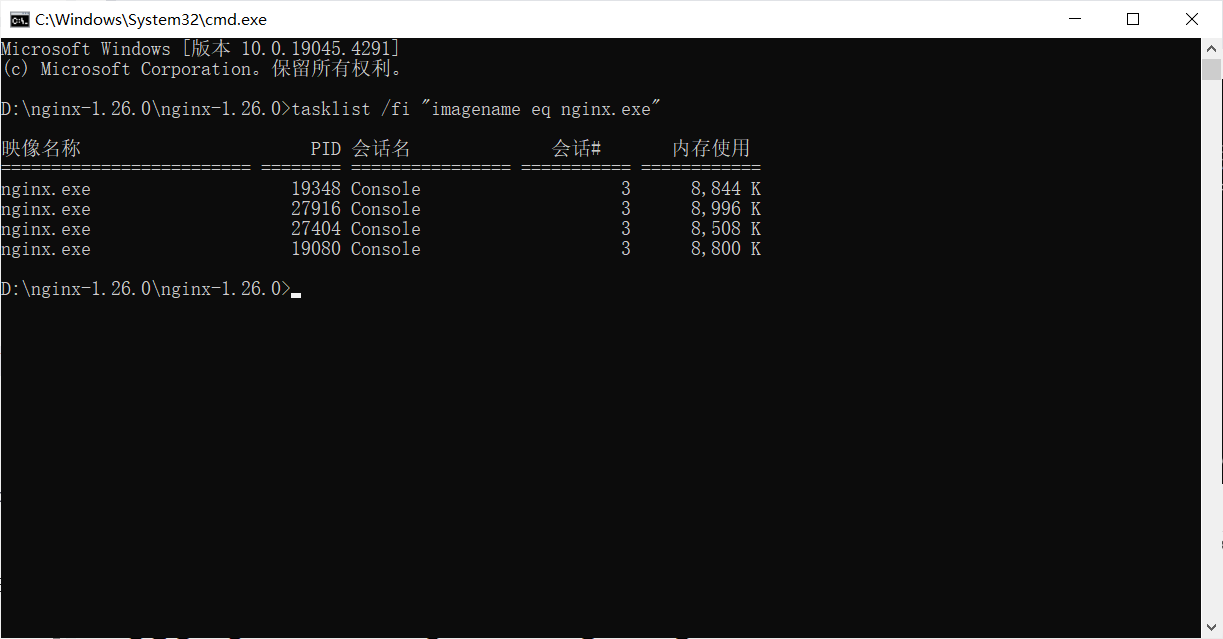 C:\Windows\System32\cmd.exe
Microsoft Windows [版本 10.0.19045.4291]
(c) Microsoft Corporation。保留所有权利。
D:\nginx-1.26.0\nginx-1.26.0>tasklist /fi "imagename eq nginx.exe"
映像名称                       PID 会话名              会话#       内存使用
========================= ======== ================ =========== ============
nginx.exe                    19348 Console                    3      8,844 K
nginx.exe                    27916 Console                    3      8,996 K
nginx.exe                    27404 Console                    3      8,508 K
nginx.exe                    19080 Console                    3      8,800 K
D:\nginx-1.26.0\nginx-1.26.0>